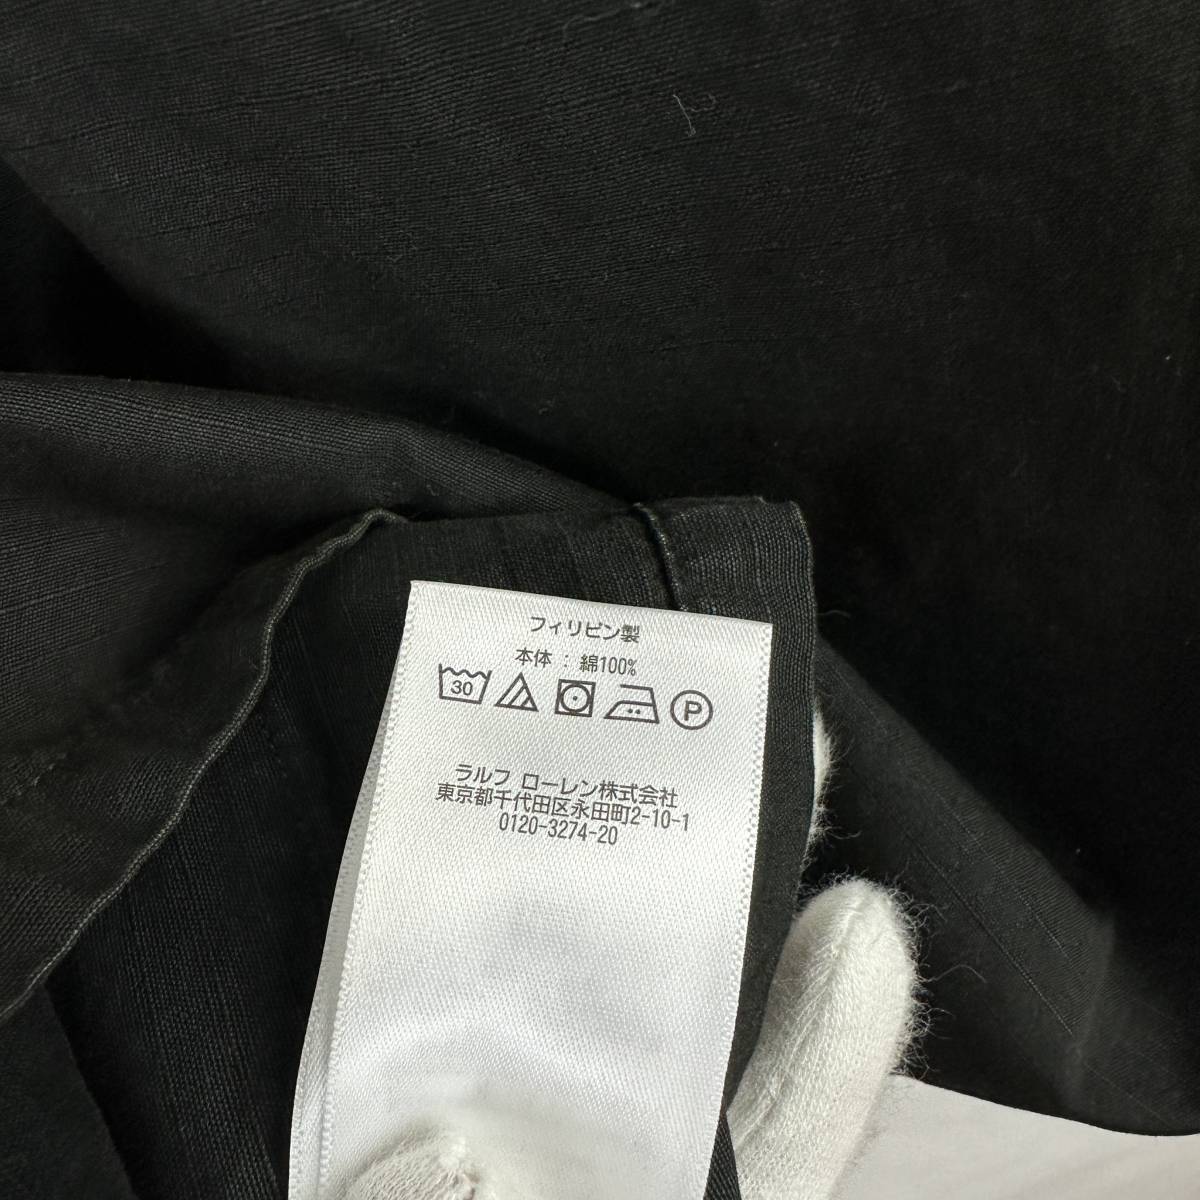 フィリピン製
本体 : 綿100%
30 P
ラルフ ローレン株式会社
東京都千代田区永田町2-10-1
0120-3274-20